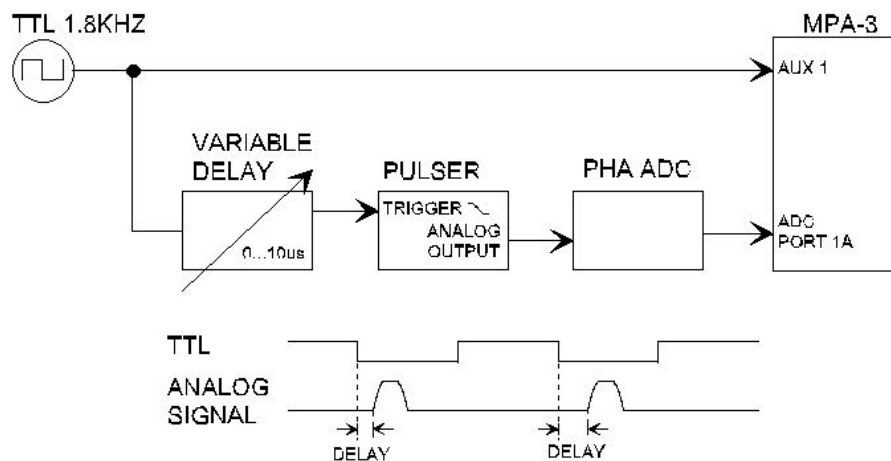 TTL 1.8KHZ
MPA-3
AUX 1
VARIABLE
DELAY
0...10us
PULSER
TRIGGER
ANALOG
OUTPUT
PHA ADC
ADC
PORT 1A
TTL
ANALOG
SIGNAL
DELAY
DELAY